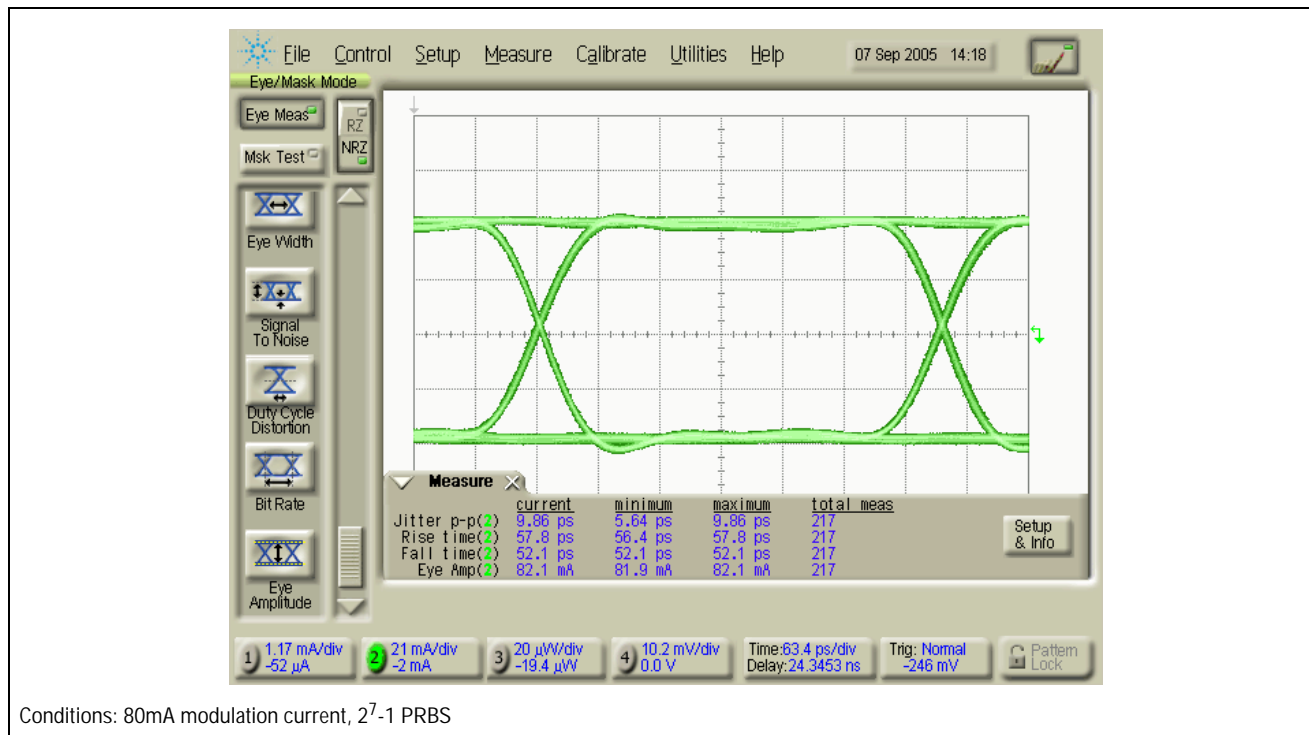 File Control Setup Measure Calibrate Utilities Help 07 Sep 2005 14:18
Eye/Mask Mode
Eye Meas
RZ
NRZ
Msk Test
Eye Width
Signal
To Noise
Duty Cycle
Distortion
Bit Rate
Eye
Amplitude
Measure
current minimum maximum total meas
Jitter p-p(2) 9.86 ps 5.64 ps 9.86 ps 217
Rise time(2) 57.8 ps 56.4 ps 57.8 ps 217
Fall time(2) 52.1 ps 52.1 ps 52.1 ps 217
Eye Amp(2) 82.1 mA 81.9 mA 82.1 mA 217
Setup
& Info
1) 1.17 mA/div
-52 µA
2) 21 mA/div
-2 mA
3) 20 µW/div
-19.4 µW
4) 10.2 mV/div
0.0 V
Time:63.4 ps/div
Delay:24.3453 ns
Trig: Normal
-246 mV
Pattern
Lock
Conditions: 80mA modulation current, 2⁷-1 PRBS